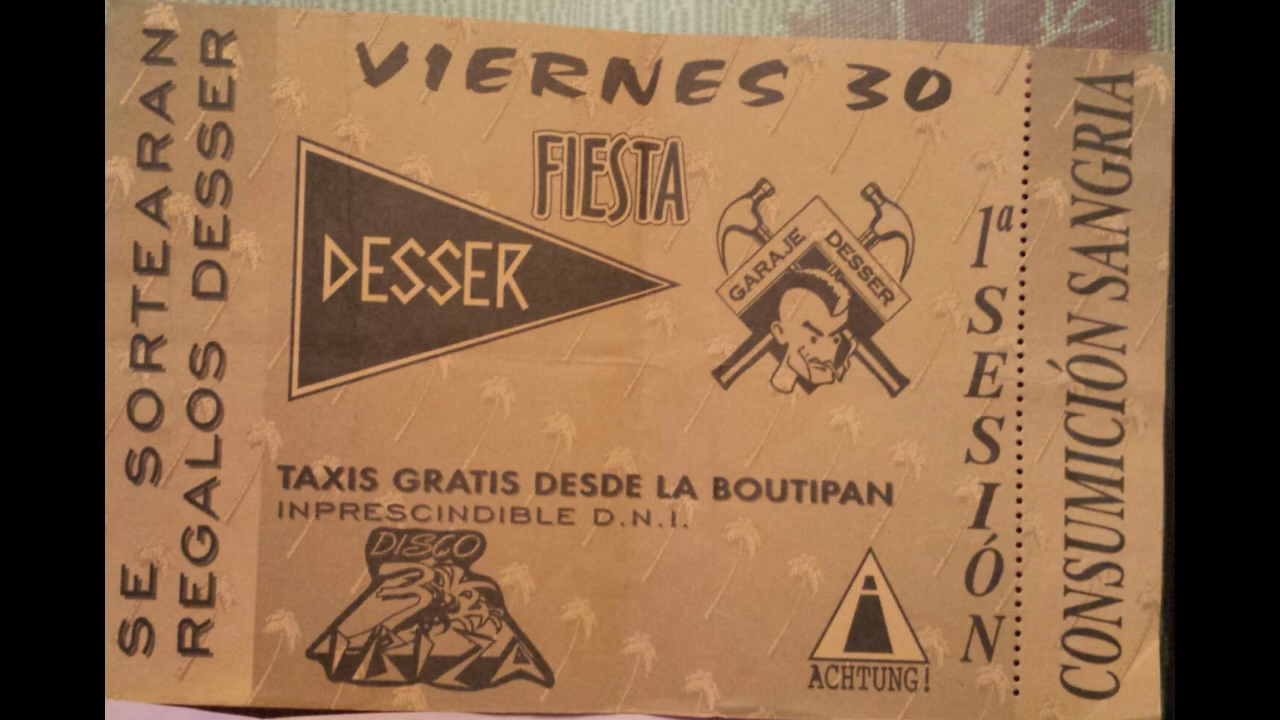 SE SORTEARAN
REGALOS DESSER
VIERNES 30
FIESTA
DESSER
GARAJE DESSER
TAXIS GRATIS DESDE LA BOUTIPAN
INPRESCINDIBLE D.N.I.
DISCO
ACHTUNG!
1ª SESIÓN
CONSUMICIÓN SANGRIA